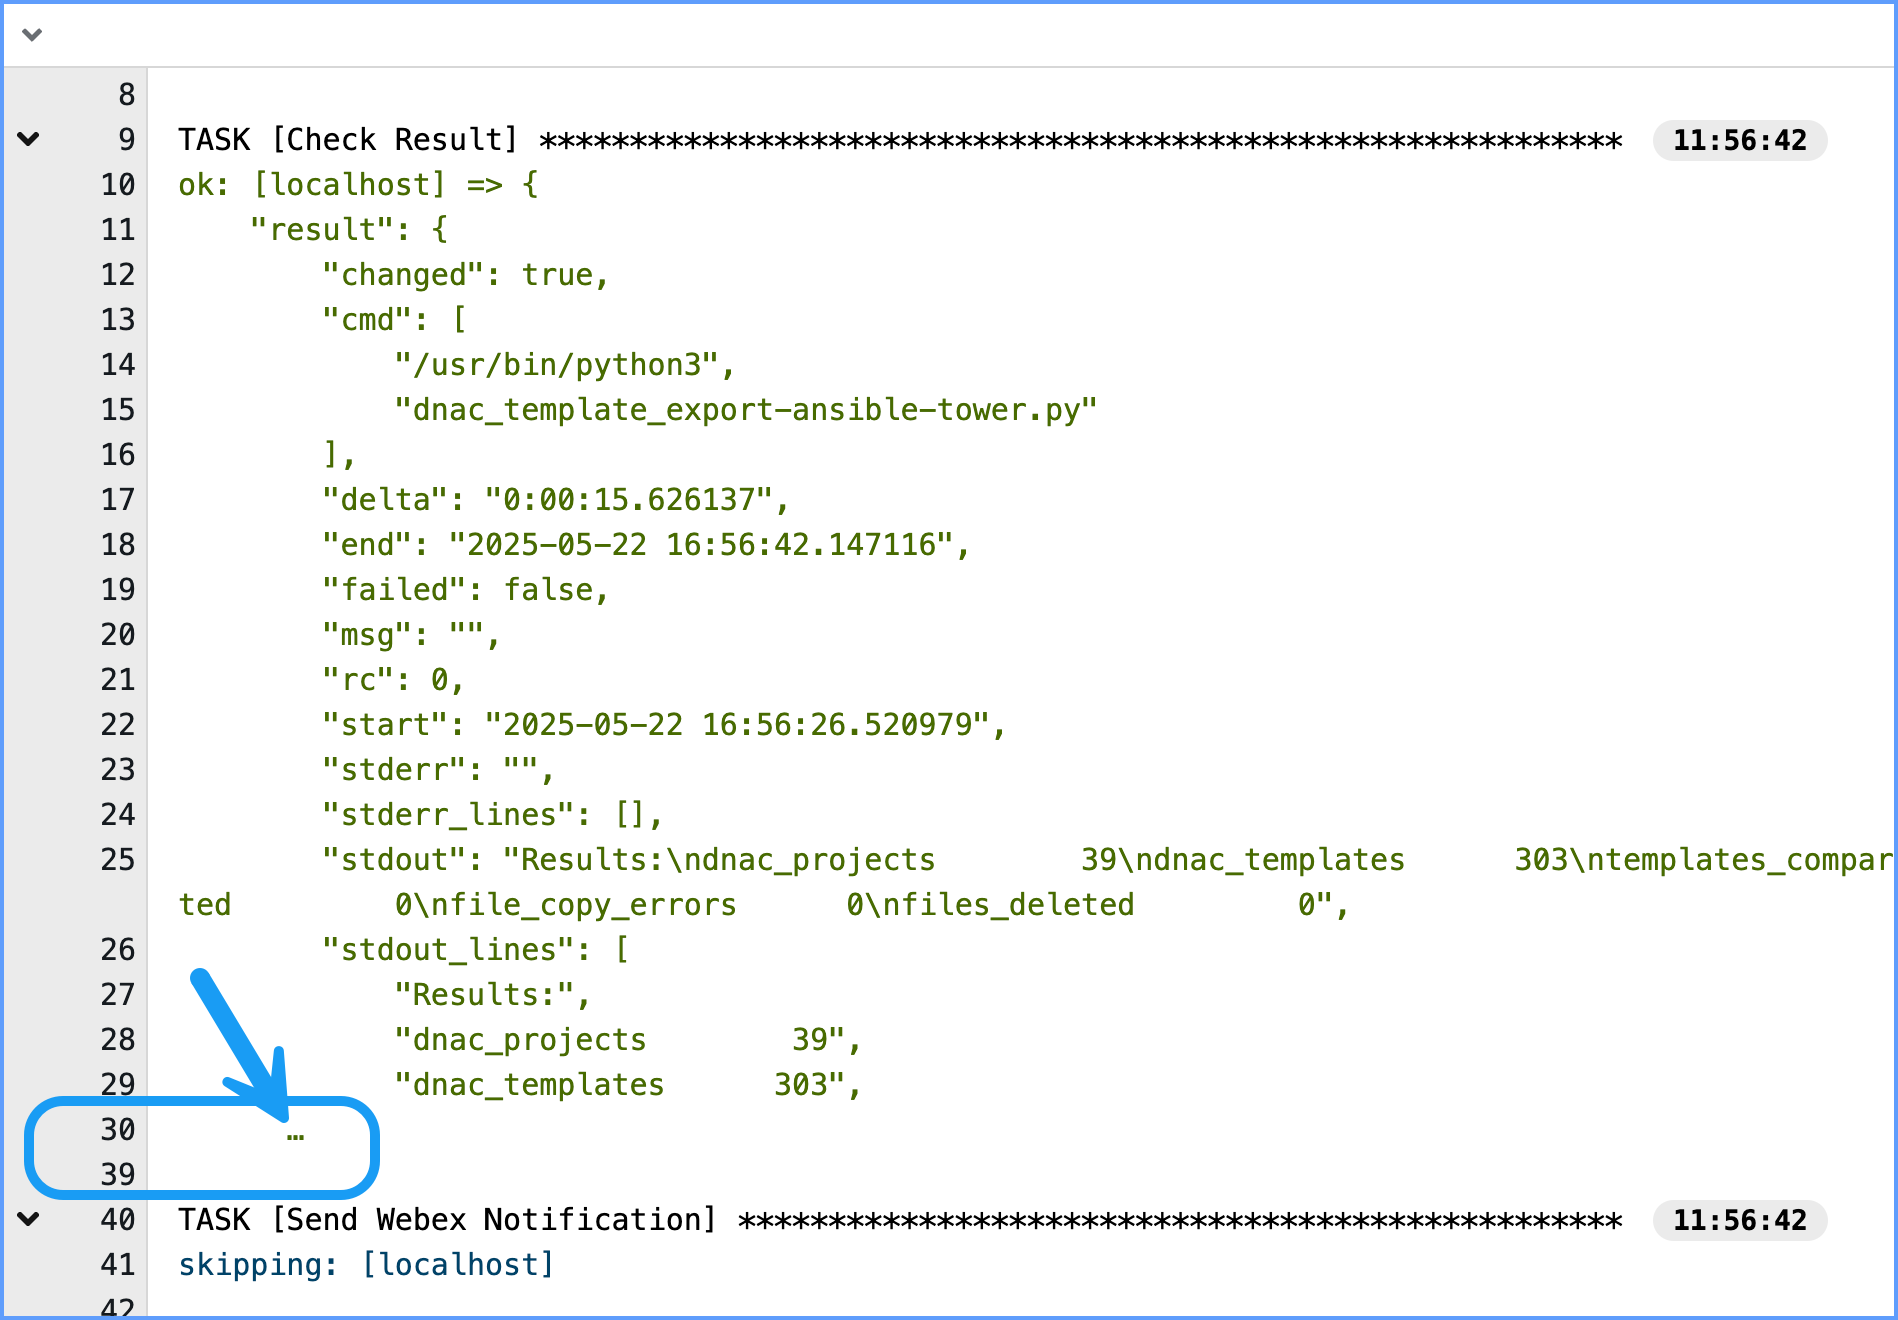 8
9 TASK [Check Result] ************************************************************ 11:56:42
10 ok: [localhost] => {
11     "result": {
12         "changed": true,
13         "cmd": [
14             "/usr/bin/python3",
15             "dnac_template_export-ansible-tower.py"
16         ],
17         "delta": "0:00:15.626137",
18         "end": "2025-05-22 16:56:42.147116",
19         "failed": false,
20         "msg": "",
21         "rc": 0,
22         "start": "2025-05-22 16:56:26.520979",
23         "stderr": "",
24         "stderr_lines": [],
25         "stdout": "Results:\ndnac_projects        39\ndnac_templates      303\ntemplates_compar
ted         0\nfile_copy_errors      0\nfiles_deleted         0",
26         "stdout_lines": [
27             "Results:",
28             "dnac_projects        39",
29             "dnac_templates      303",
30       …
39
40 TASK [Send Webex Notification] ************************************************* 11:56:42
41 skipping: [localhost]
42